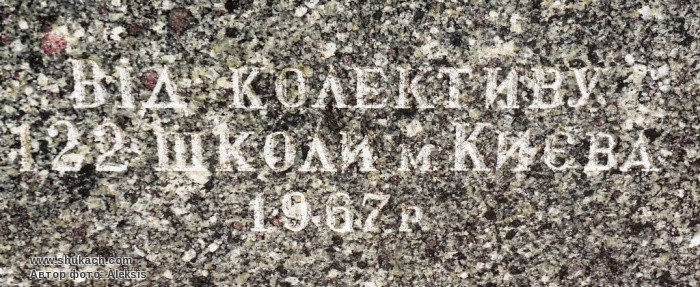 Від колективу
122 школи м Києва
1967 р
www.shukach.com
Автор фото: Aleksis